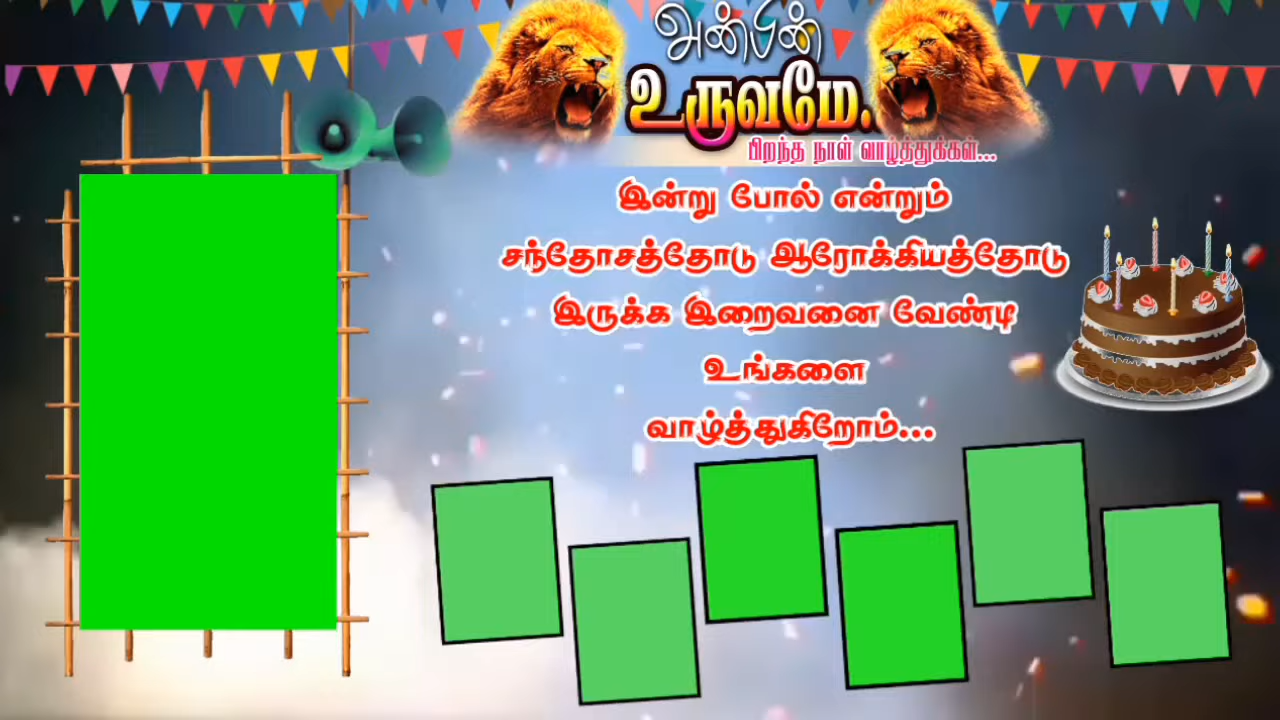 அன்பின்
உருவமே.
பிறந்த நாள் வாழ்த்துக்கள்...
இன்று போல் என்றும்
சந்தோசத்தோடு ஆரோக்கியத்தோடு
இருக்க இறைவனை வேண்டி
உங்களை
வாழ்த்துகிறோம்...